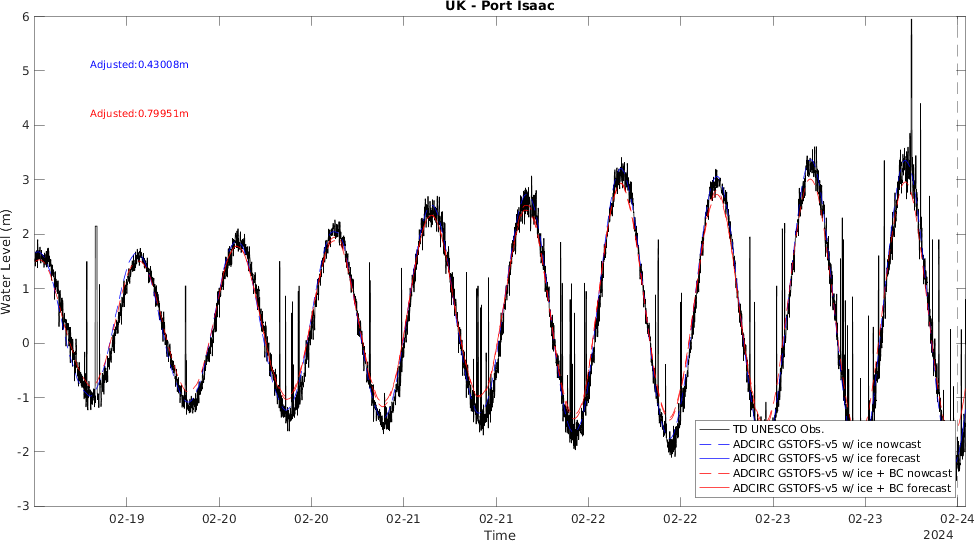 UK - Port Isaac
Adjusted:0.43008m
Adjusted:0.79951m
Water Level (m)
6
5
4
3
2
1
0
-1
-2
-3
TD UNESCO Obs.
ADCIRC GSTOFS-v5 w/ ice nowcast
ADCIRC GSTOFS-v5 w/ ice forecast
ADCIRC GSTOFS-v5 w/ ice + BC nowcast
ADCIRC GSTOFS-v5 w/ ice + BC forecast
02-19 02-20 02-20 02-21 02-21 02-22 02-22 02-23 02-23 02-24
Time
2024